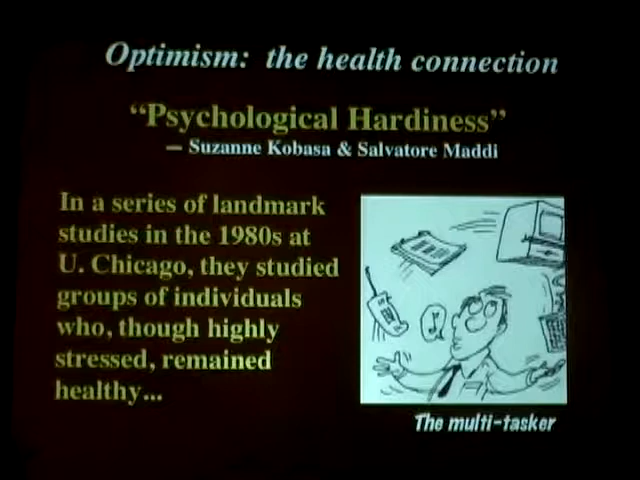 Optimism: the health connection
“Psychological Hardiness”
— Suzanne Kobasa & Salvatore Maddi
In a series of landmark
studies in the 1980s at
U. Chicago, they studied
groups of individuals
who, though highly
stressed, remained
healthy...
The multi-tasker